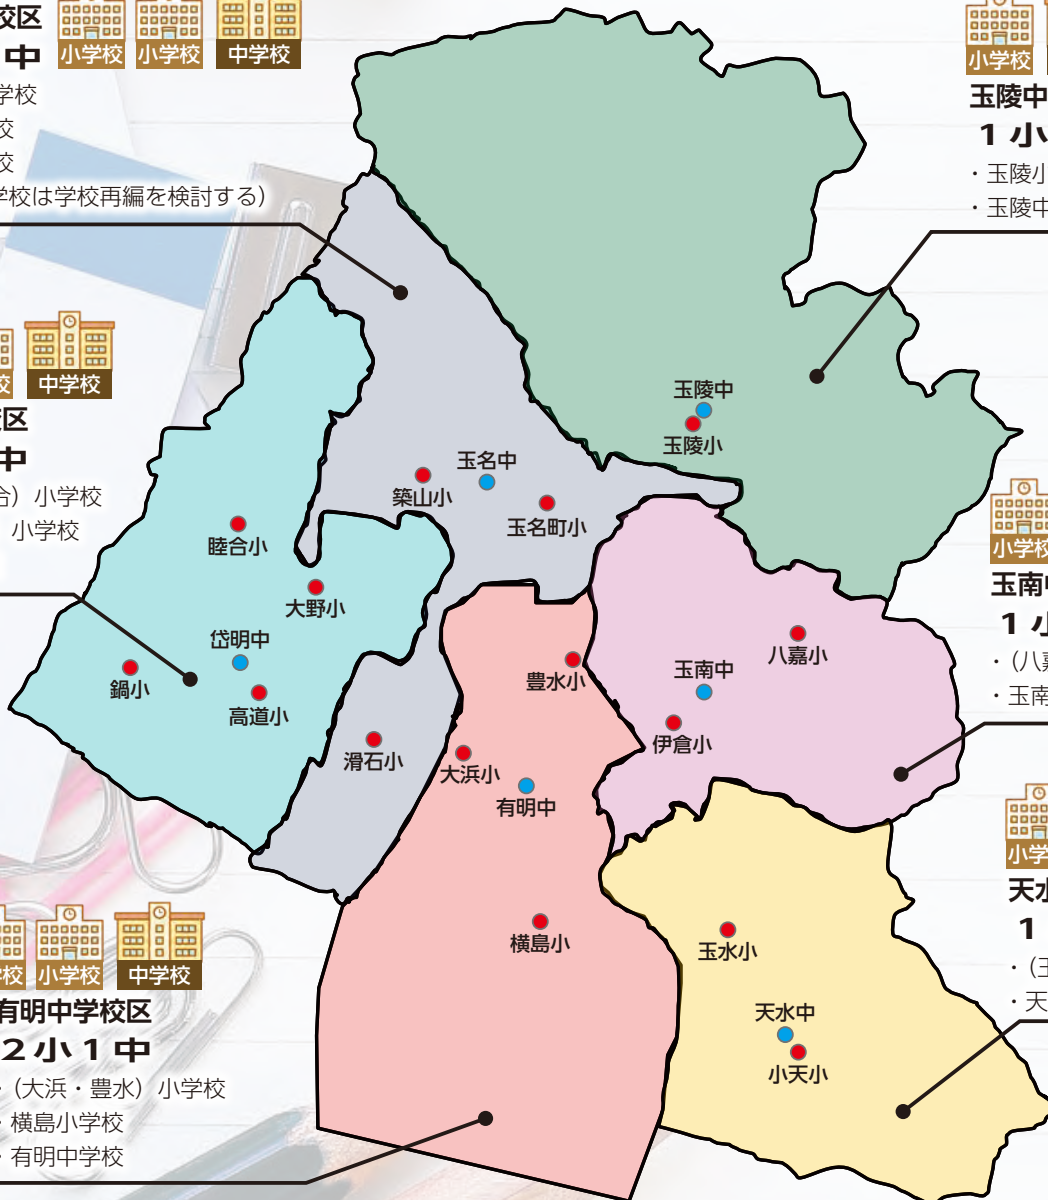 校区
中
小学校
小学校
中学校
学校
校
校
学校は学校再編を検討する）
小学校
玉陵中
1 小
・玉陵小
・玉陵中
校
中学校
校区
中
合）小学校
小学校
玉陵中
玉陵小
玉名中
築山小
玉名町小
睦合小
大野小
岱明中
鍋小
高道小
滑石小
豊水小
大浜小
有明中
横島小
八嘉小
玉南中
伊倉小
玉水小
天水中
小天小
小学校
玉南中
1 小
・（八嘉
・玉南
小学
天水
1
・（玉
・天
学校
小学校
中学校
有明中学校区
2小1中
・（大浜・豊水）小学校
・横島小学校
・有明中学校